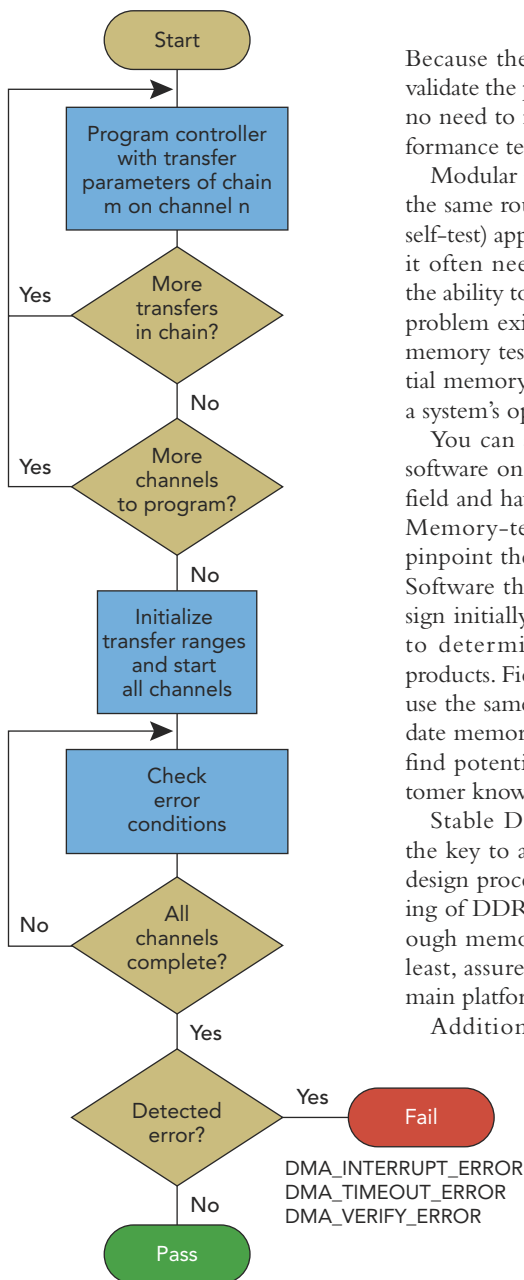 Start
Program controller
with transfer
parameters of chain
m on channel n
More
transfers
in chain?
Yes
No
More
channels
to program?
Yes
No
Initialize
transfer ranges
and start
all channels
Check
error
conditions
All
channels
complete?
No
Yes
Detected
error?
Yes
Fail
DMA_INTERRUPT_ERROR
DMA_TIMEOUT_ERROR
DMA_VERIFY_ERROR
No
Pass
Because the
validate the
no need to
formance te
Modular
the same rou
self-test) app
it often nee
the ability to
problem exi
memory tes
tial memory
a system's op
You can
software on
field and ha
Memory-te
pinpoint the
Software th
sign initially
to determi
products. Fie
use the same
date memor
find potenti
tomer know
Stable D
the key to a
design proce
ing of DDR
ough memo
least, assure
main platfor
Addition